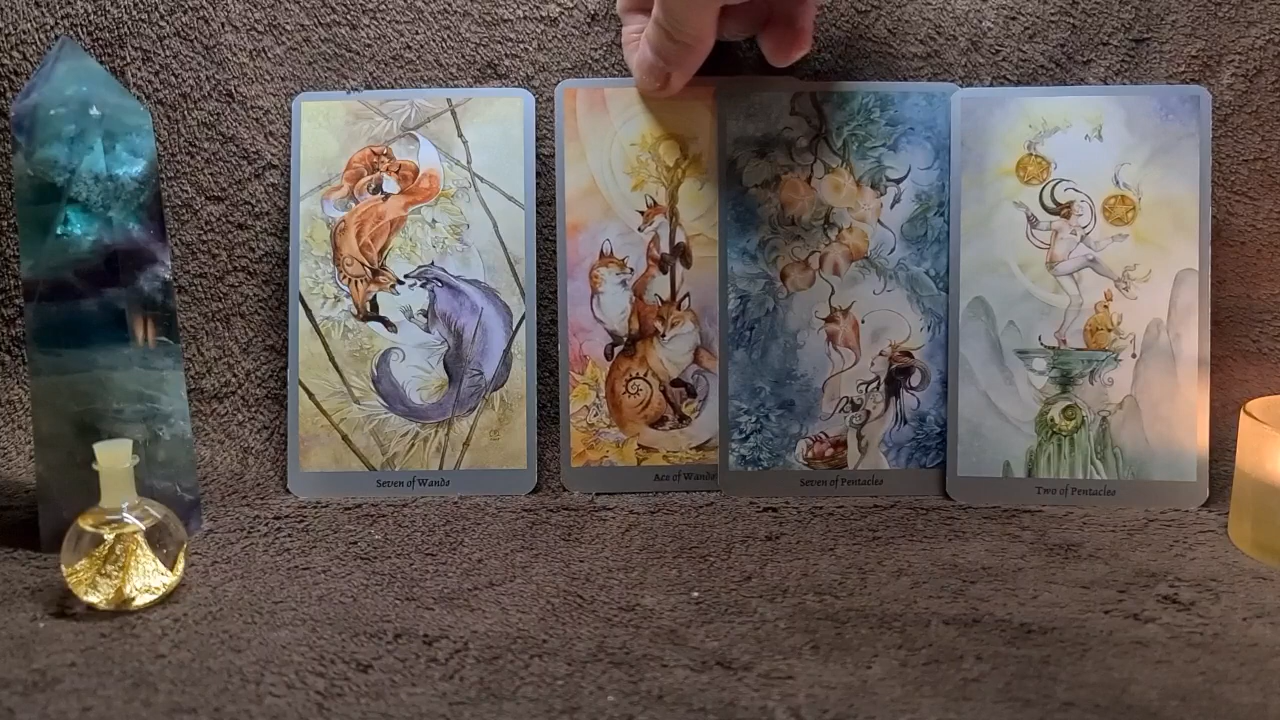 Seven of Wands
Ace of Wands
Seven of Pentacles
Two of Pentacles